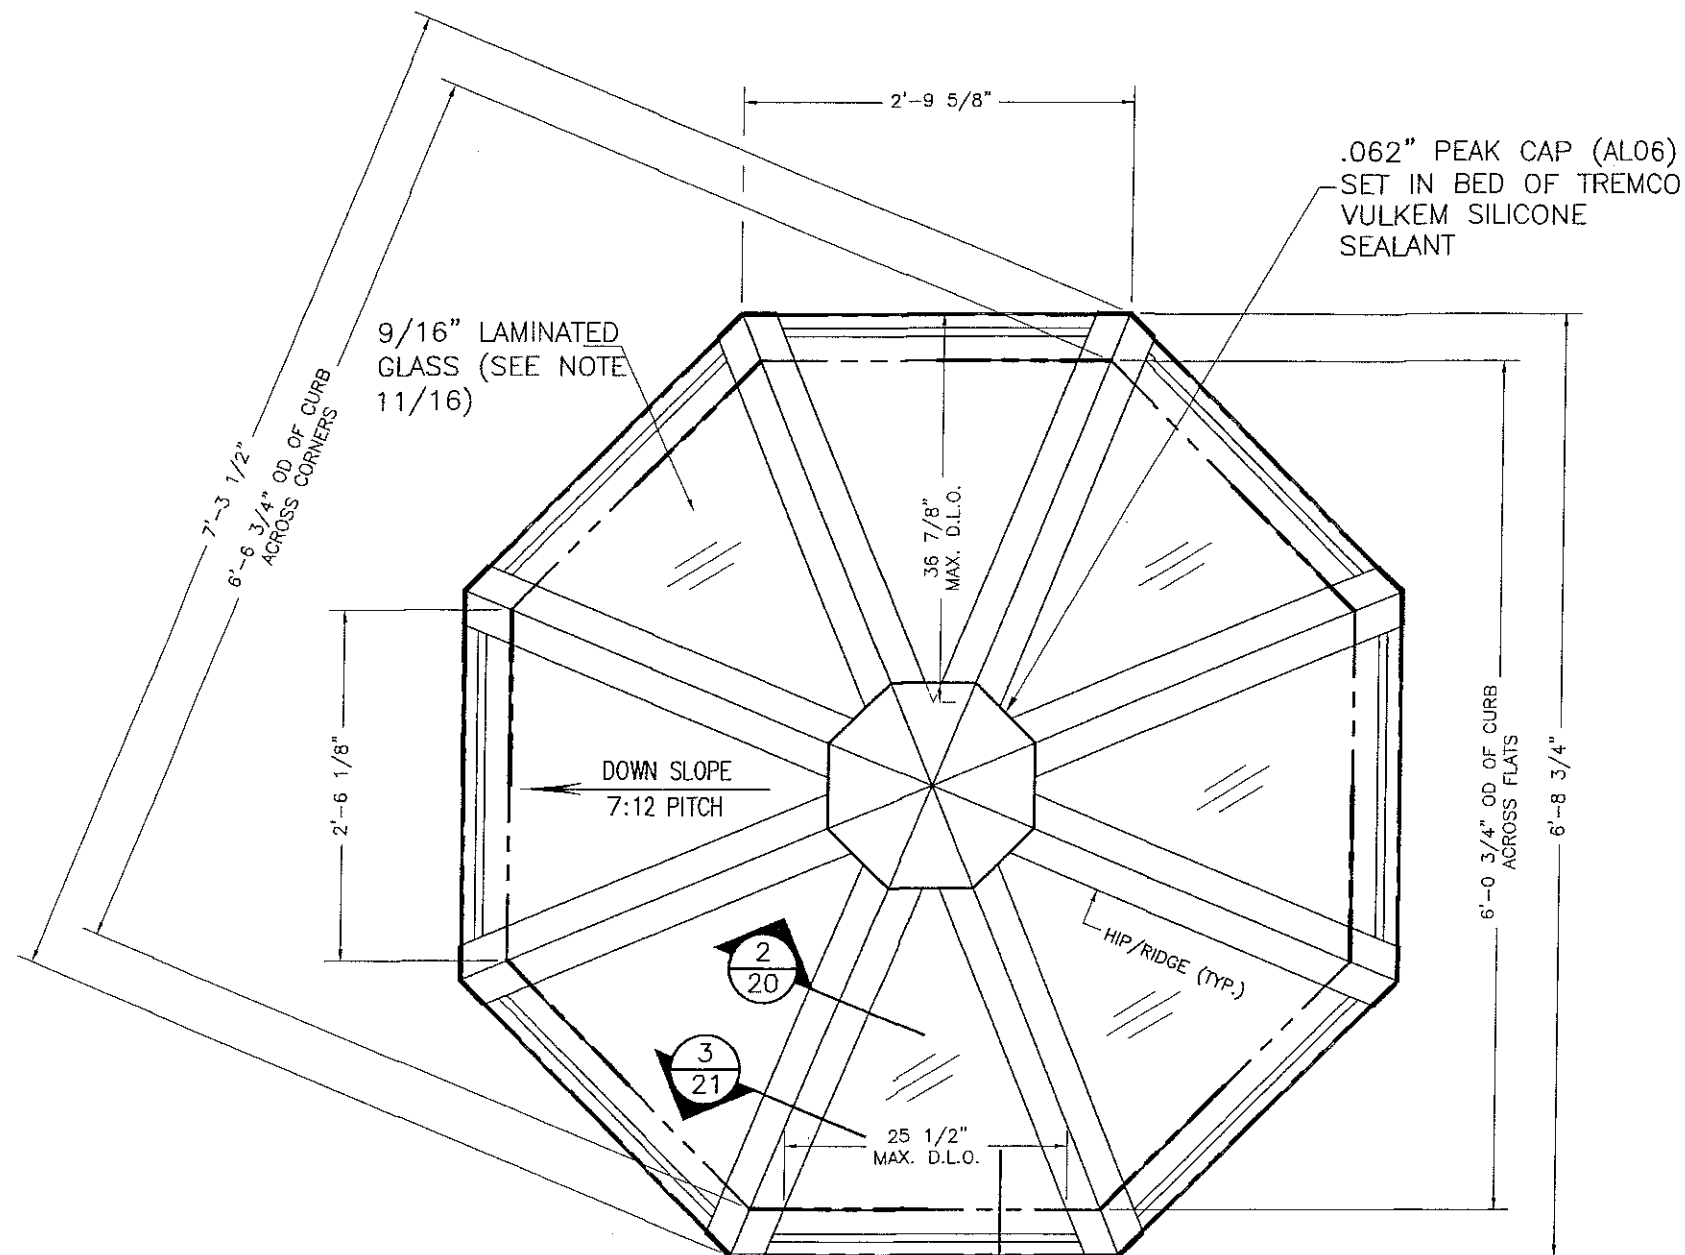 2'-9 5/8"
.062" PEAK CAP (AL06)
SET IN BED OF TREMCO
VULKEM SILICONE
SEALANT
9/16" LAMINATED
GLASS (SEE NOTE
11/16)
7'-3 1/2"
6'-6 3/4" OD OF CURB
ACROSS CORNERS
36 7/8"
MAX. D.L.O.
2'-6 1/8"
DOWN SLOPE
7:12 PITCH
6'-0 3/4" OD OF CURB
ACROSS FLATS
6'-8 3/4"
HIP/RIDGE (TYP.)
2
20
3
21
25 1/2"
MAX. D.L.O.